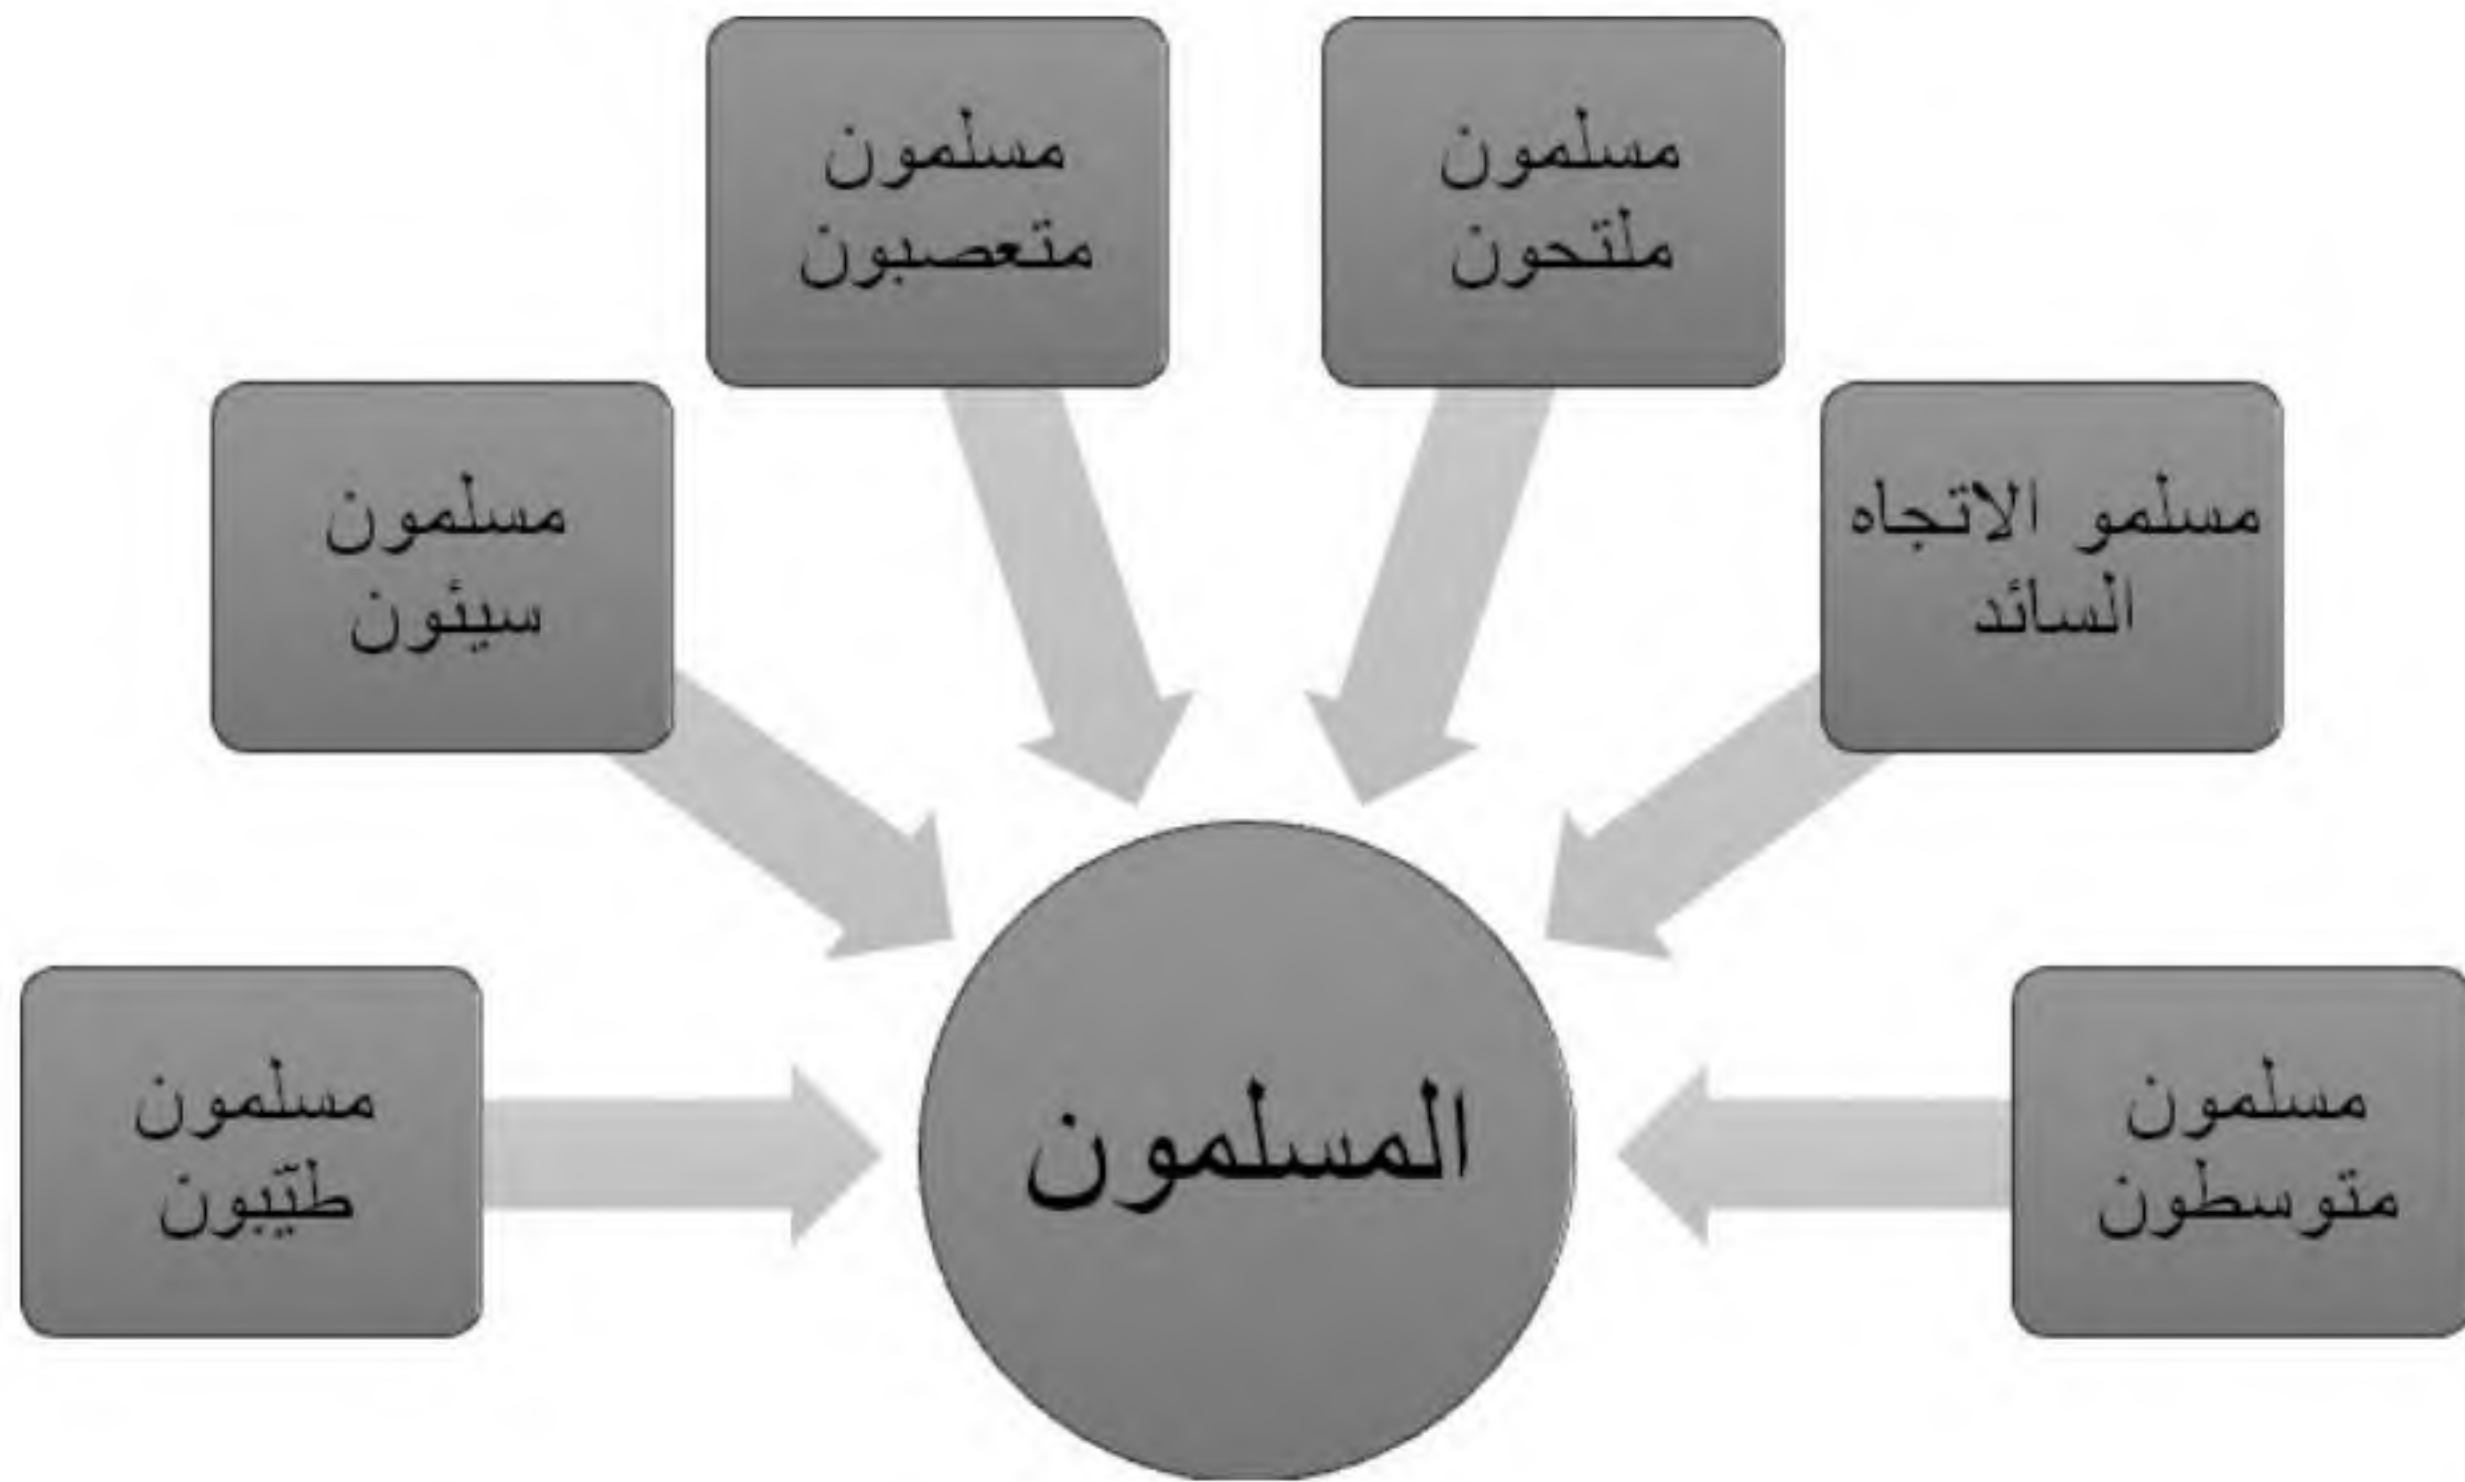 مسلمون
ملتحون
مسلمون
متعصبون
مسلمو الاتجاه
السائد
مسلمون
سيئون
مسلمون
متوسطون
المسلمون
مسلمون
طيّبون